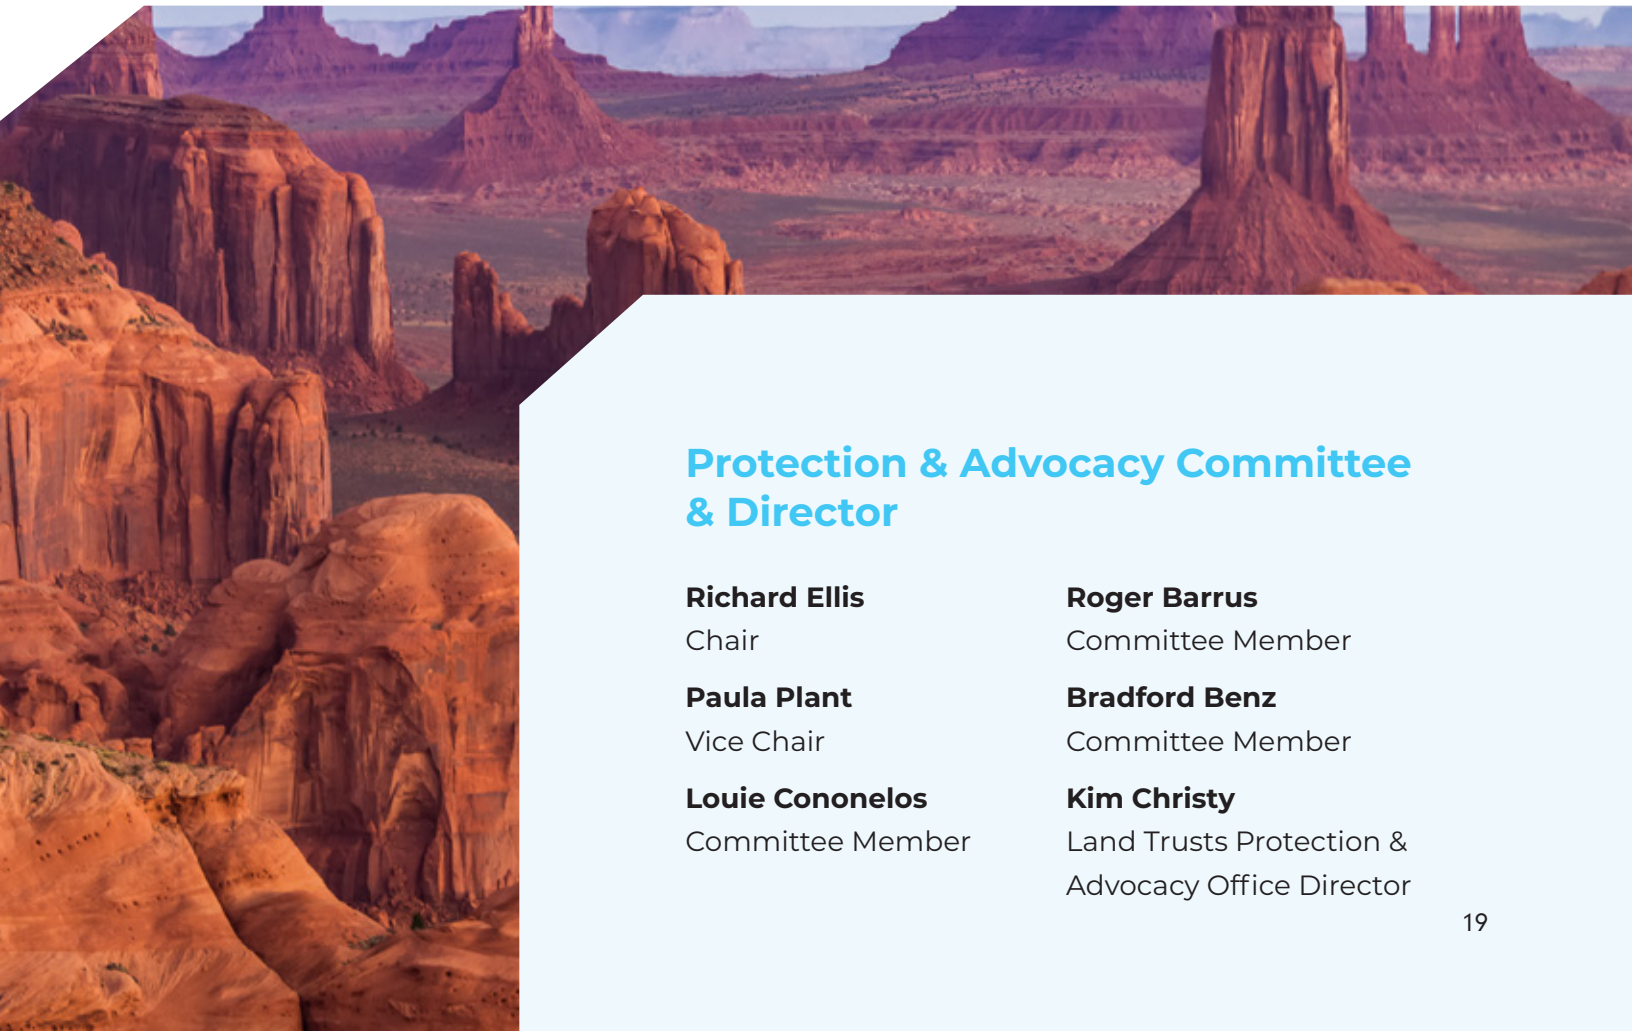 Protection & Advocacy Committee
& Director
Richard Ellis
Chair
Paula Plant
Vice Chair
Louie Cononelos
Committee Member
Roger Barrus
Committee Member
Bradford Benz
Committee Member
Kim Christy
Land Trusts Protection &
Advocacy Office Director
19